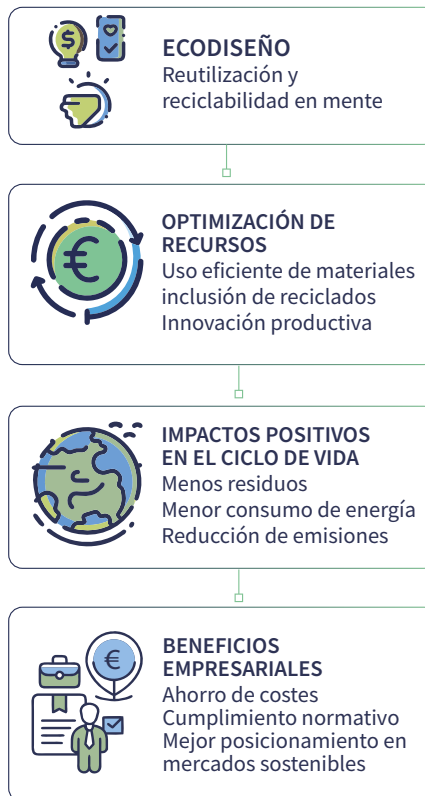 ECODISEÑO
Reutilización y
reciclabilidad en mente
OPTIMIZACIÓN DE
RECURSOS
Uso eficiente de materiales
inclusión de reciclados
Innovación productiva
IMPACTOS POSITIVOS
EN EL CICLO DE VIDA
Menos residuos
Menor consumo de energía
Reducción de emisiones
BENEFICIOS
EMPRESARIALES
Ahorro de costes
Cumplimiento normativo
Mejor posicionamiento en
mercados sostenibles